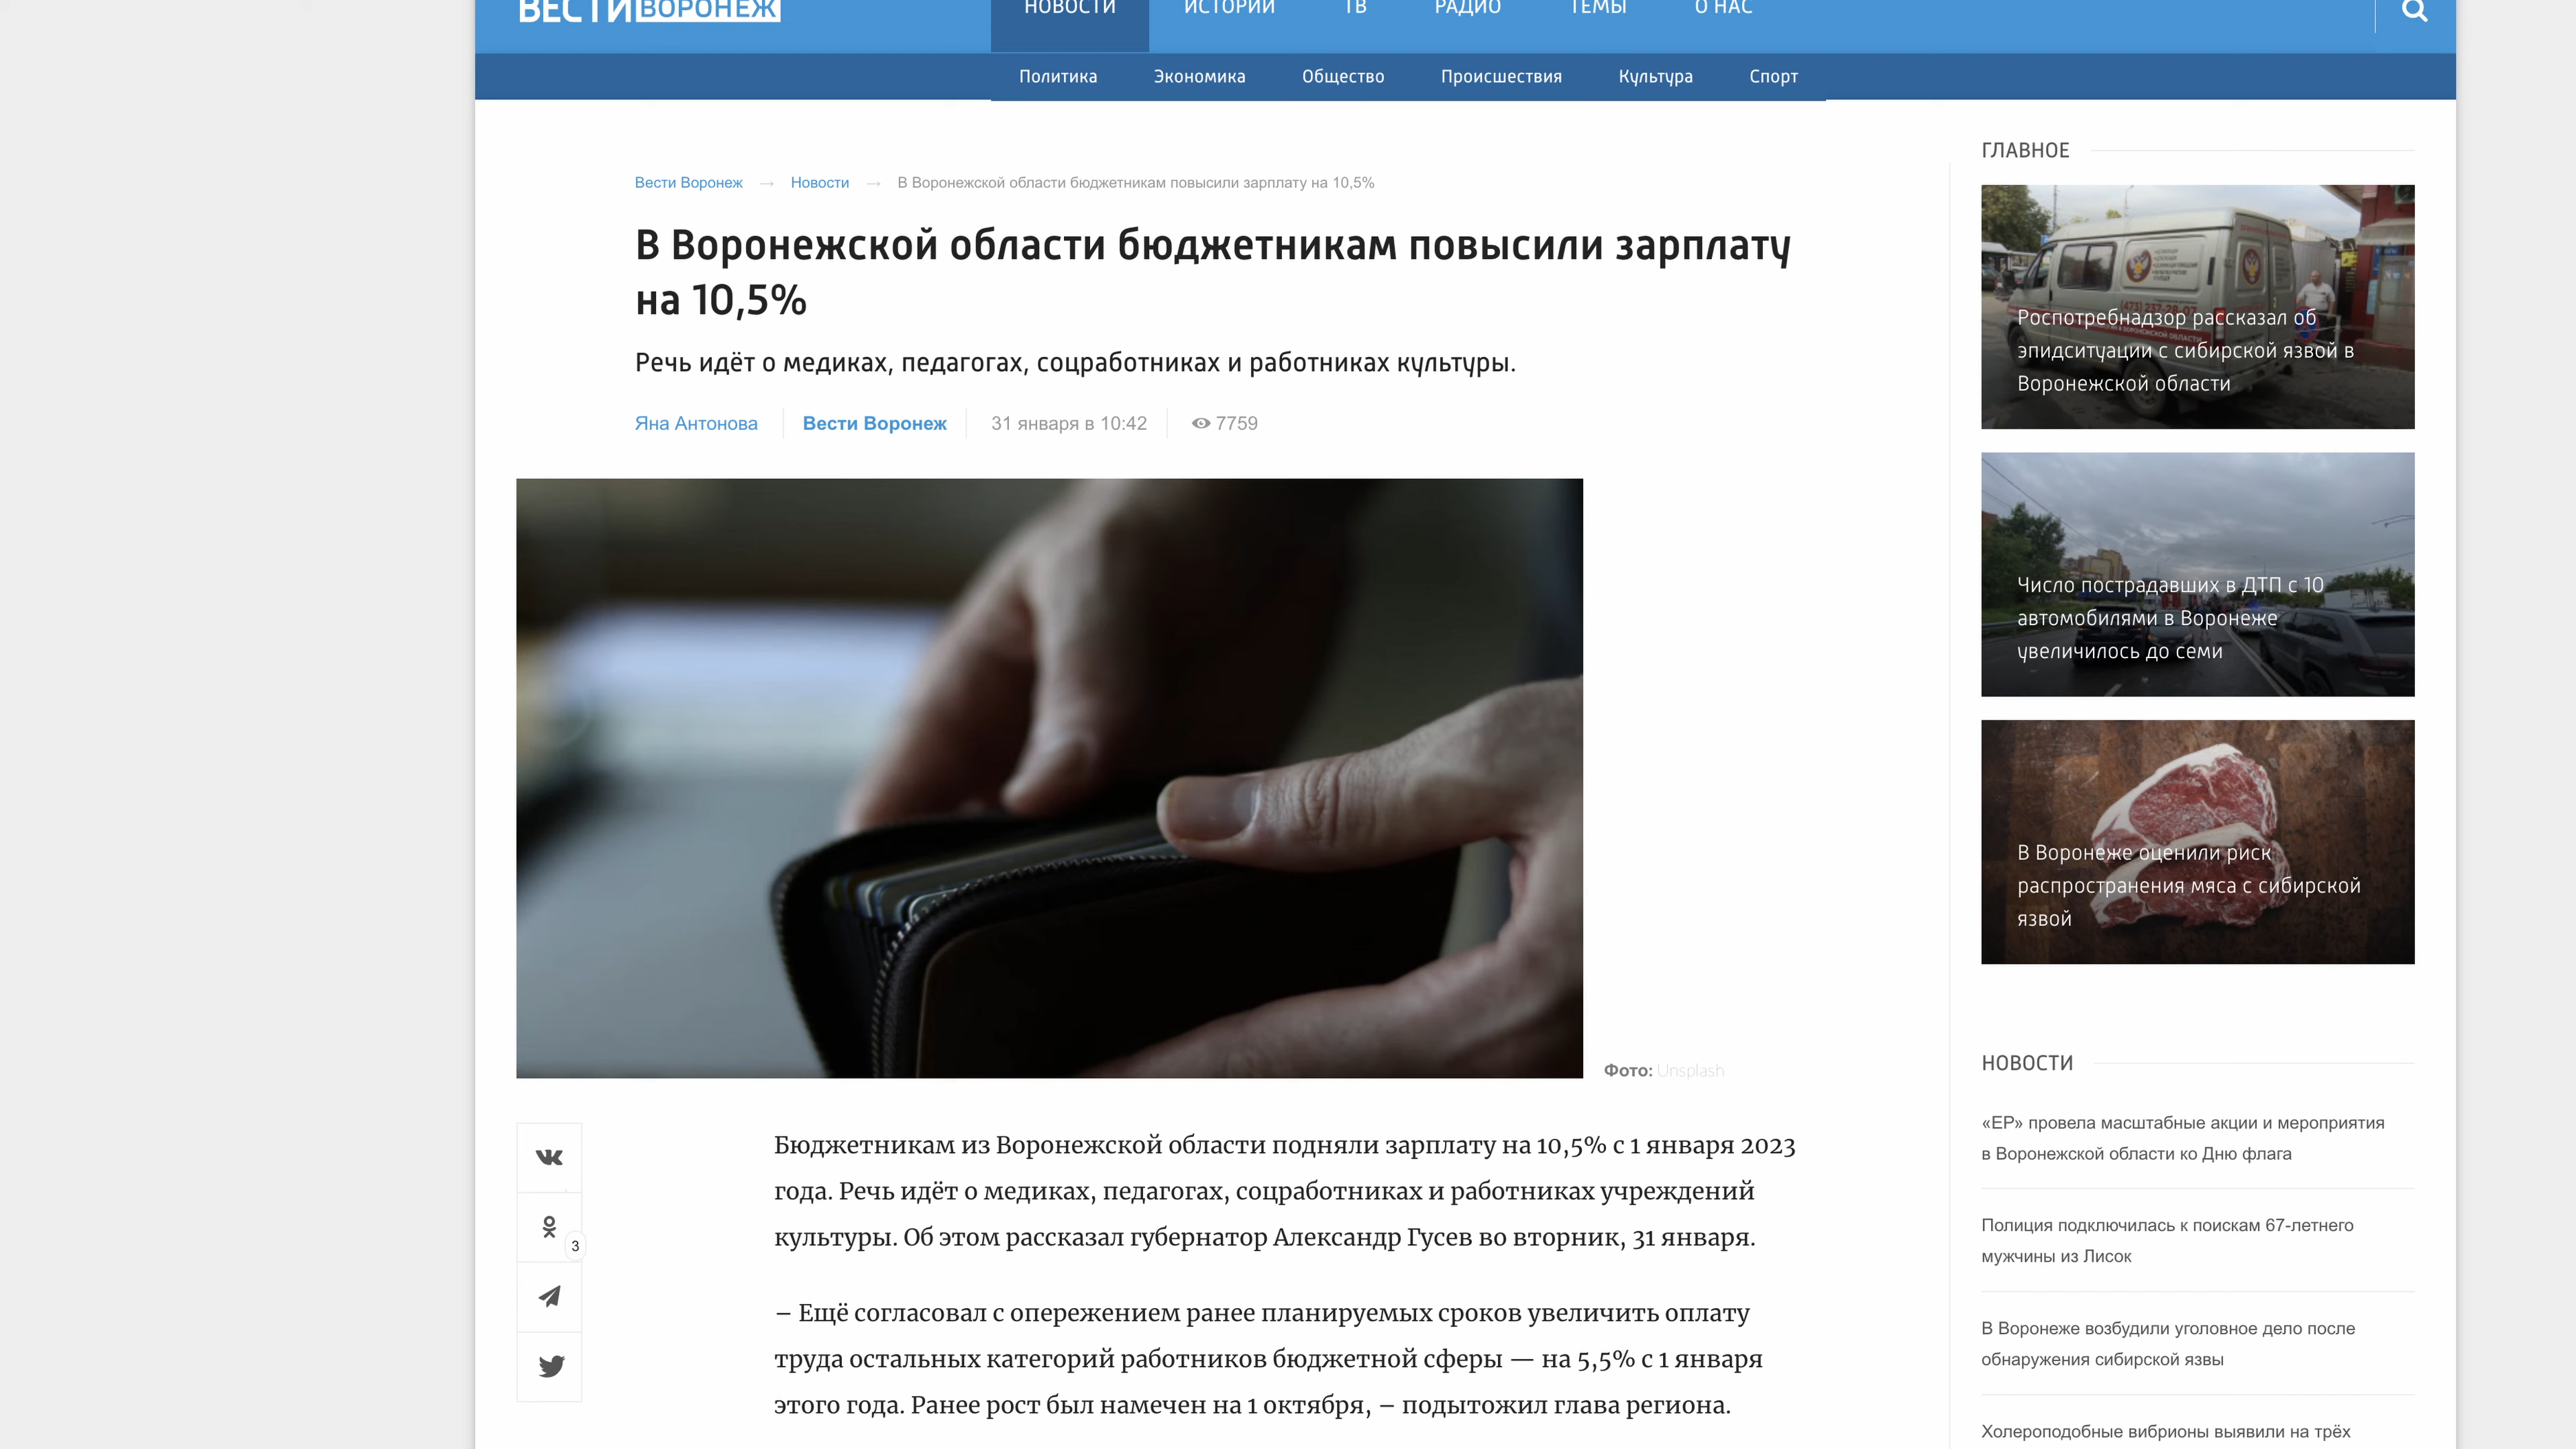 ВЕСТИ ВОРОНЕЖ
НОВОСТИ ИСТОРИИ ТВ РАДИО ТЕМЫ О НАС
Политика Экономика Общество Происшествия Культура Спорт
Вести Воронеж → Новости → В Воронежской области бюджетникам повысили зарплату на 10,5%
В Воронежской области бюджетникам повысили зарплату
на 10,5%
Речь идёт о медиках, педагогах, соцработниках и работниках культуры.
Яна Антонова Вести Воронеж 31 января в 10:42 7759
Фото: Unsplash
3
Бюджетникам из Воронежской области подняли зарплату на 10,5% с 1 января 2023
года. Речь идёт о медиках, педагогах, соцработниках и работниках учреждений
культуры. Об этом рассказал губернатор Александр Гусев во вторник, 31 января.
– Ещё согласовал с опережением ранее планируемых сроков увеличить оплату
труда остальных категорий работников бюджетной сферы — на 5,5% с 1 января
этого года. Ранее рост был намечен на 1 октября, – подытожил глава региона.
ГЛАВНОЕ
Роспотребнадзор рассказал об
эпидситуации с сибирской язвой в
Воронежской области
Число пострадавших в ДТП с 10
автомобилями в Воронеже
увеличилось до семи
В Воронеже оценили риск
распространения мяса с сибирской
язвой
НОВОСТИ
«ЕР» провела масштабные акции и мероприятия
в Воронежской области ко Дню флага
Полиция подключилась к поискам 67-летнего
мужчины из Лисок
В Воронеже возбудили уголовное дело после
обнаружения сибирской язвы
Холероподобные вибрионы выявили на трёх